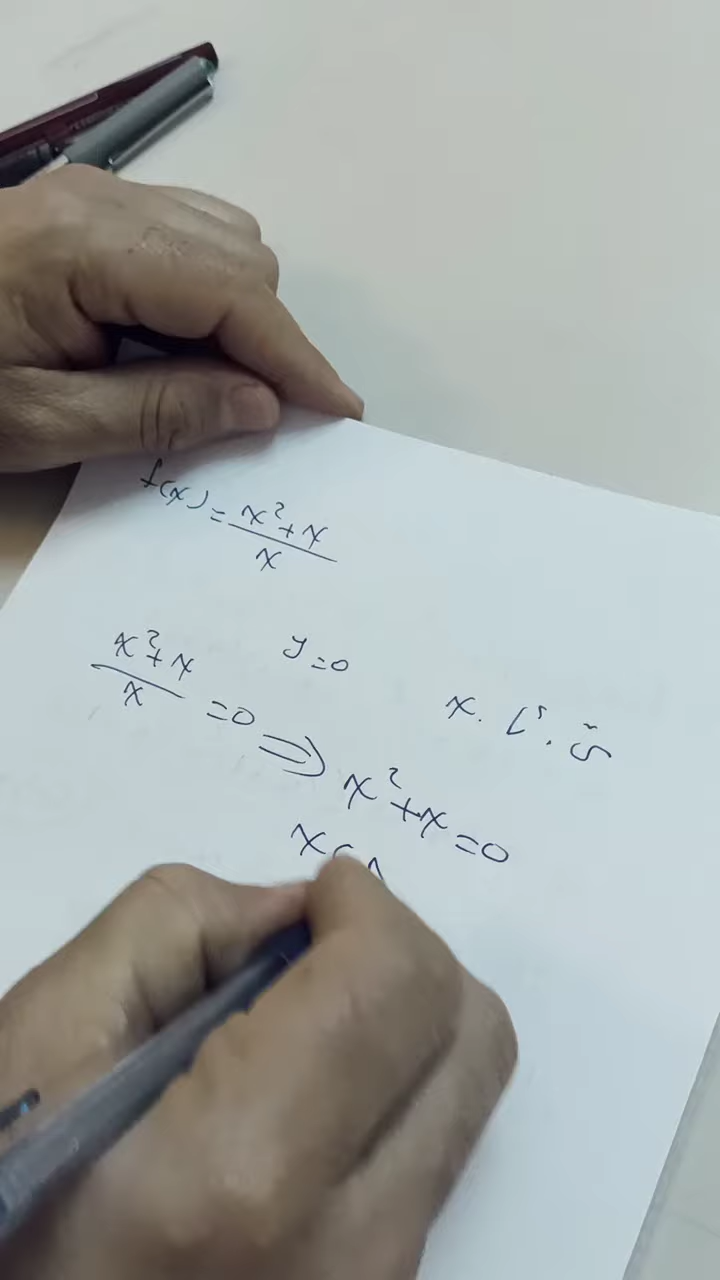 f(x) = x²+x / x
y=0
x²+x / x =0 ⇒ x²+x=0
x(